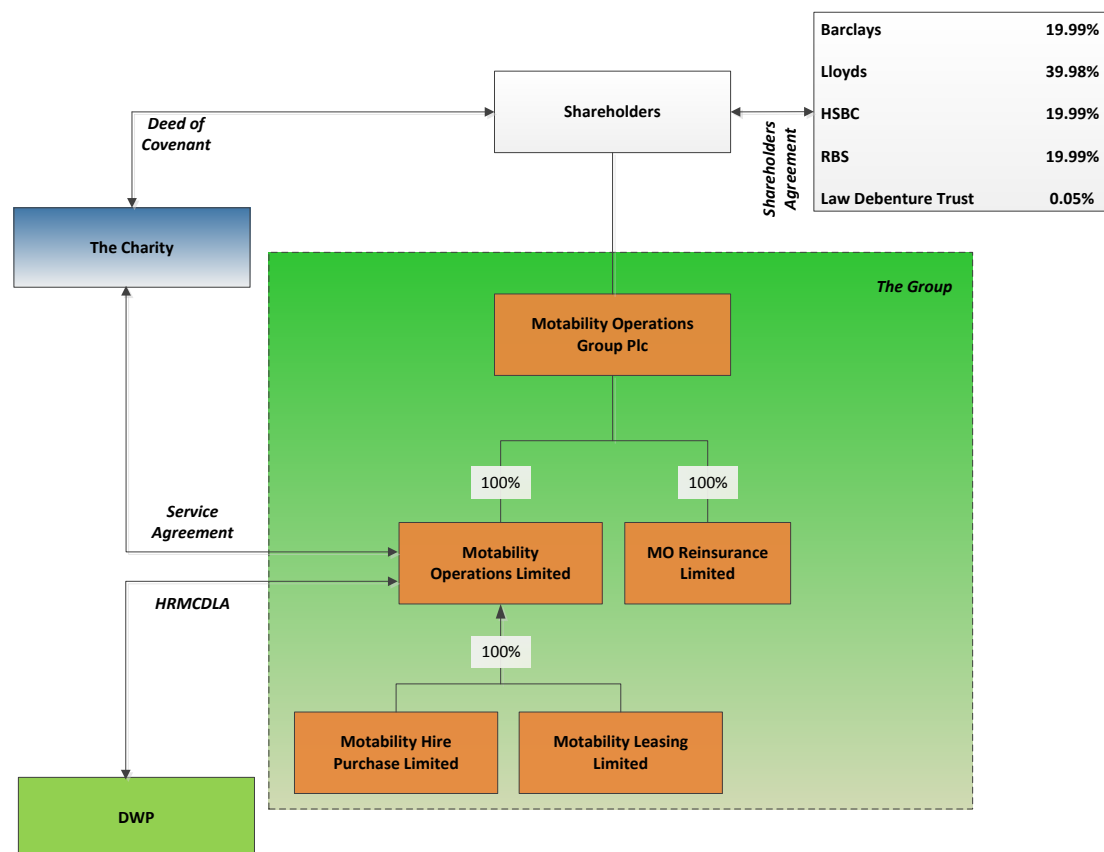 Barclays 19.99%
Lloyds 39.98%
HSBC 19.99%
RBS 19.99%
Law Debenture Trust 0.05%
Shareholders
Shareholders
Agreement
Deed of
Covenant
The Charity
The Group
Motability Operations
Group Plc
100%
100%
Service
Agreement
Motability
Operations Limited
MO Reinsurance
Limited
HRMCDLA
100%
Motability Hire
Purchase Limited
Motability Leasing
Limited
DWP